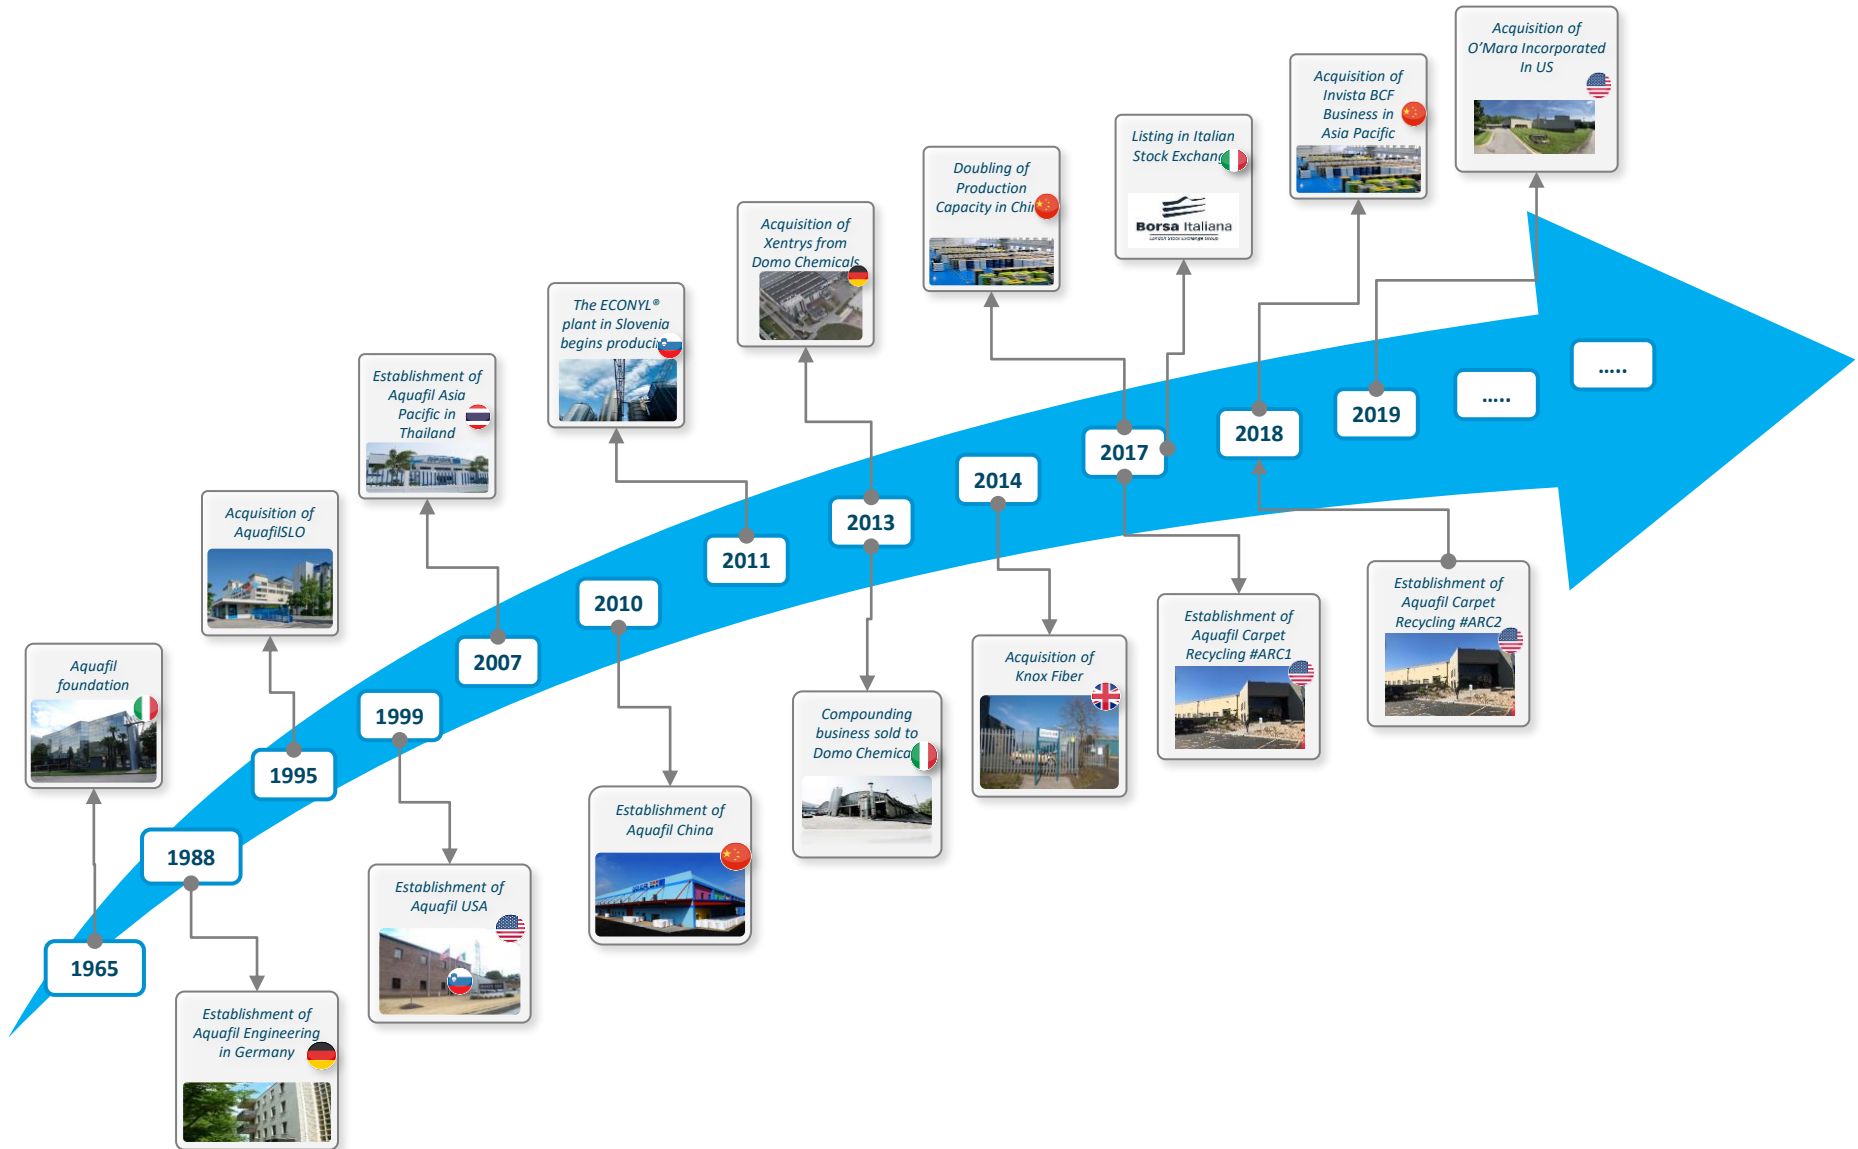 Acquisition of
O'Mara Incorporated
In US
Acquisition of
Invista BCF
Business in
Asia Pacific
Listing in Italian
Stock
Borsa Italiana
London Stock Exchange Group
Doubling of
Production
Capacity in
Acquisition of
Xentrys from
Domo Chemicals
The ECONYL®
plant in Slovenia
begins
Establishment of
Aquafil Asia
Pacific in
Thailand
Acquisition of
AquafilSLO
Aquafil
foundation
1965
1988
1995
1999
2007
2010
2011
2013
2014
2017
2018
2019
.....
.....
Establishment of
Aquafil Engineering
in Germany
Establishment of
Aquafil USA
Establishment of
Aquafil China
Compounding
business sold to
Domo
Acquisition of
Knox Fiber
Establishment of
Aquafil Carpet
Recycling #ARC1
Establishment of
Aquafil Carpet
Recycling #ARC2